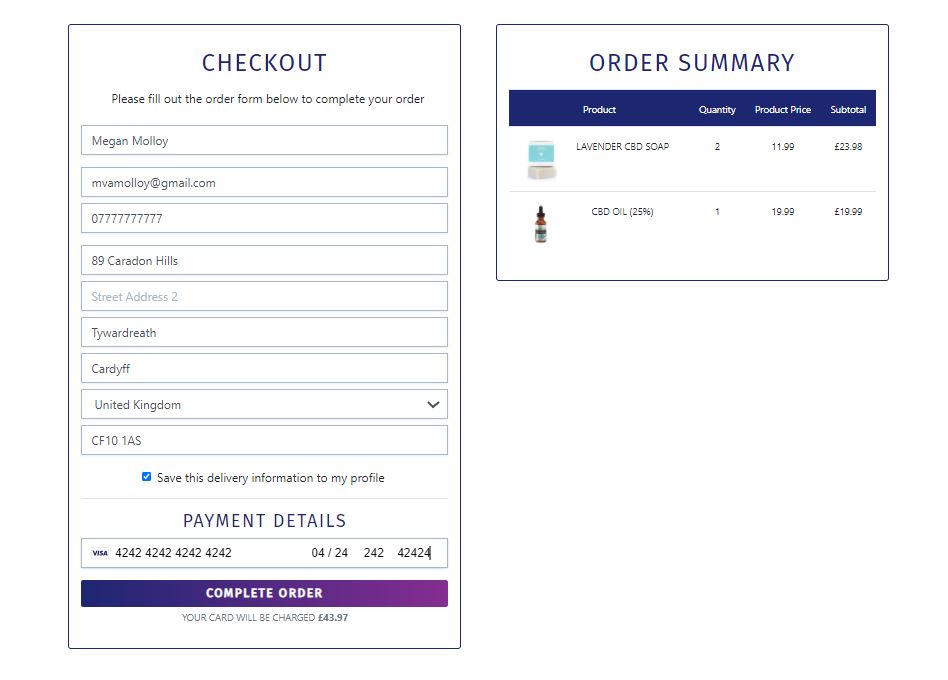 CHECKOUT
Please fill out the order form below to complete your order
Megan Molloy
mvamolloy@gmail.com
07777777777
89 Caradon Hills
Street Address 2
Tywardreath
Cardyff
United Kingdom
CF10 1AS
Save this delivery information to my profile
PAYMENT DETAILS
VISA 4242 4242 4242 4242 04 / 24 242 42424
COMPLETE ORDER
YOUR CARD WILL BE CHARGED £43.97
ORDER SUMMARY
Product Quantity Product Price Subtotal
LAVENDER CBD SOAP 2 11.99 £23.98
CBD OIL (25%) 1 19.99 £19.99